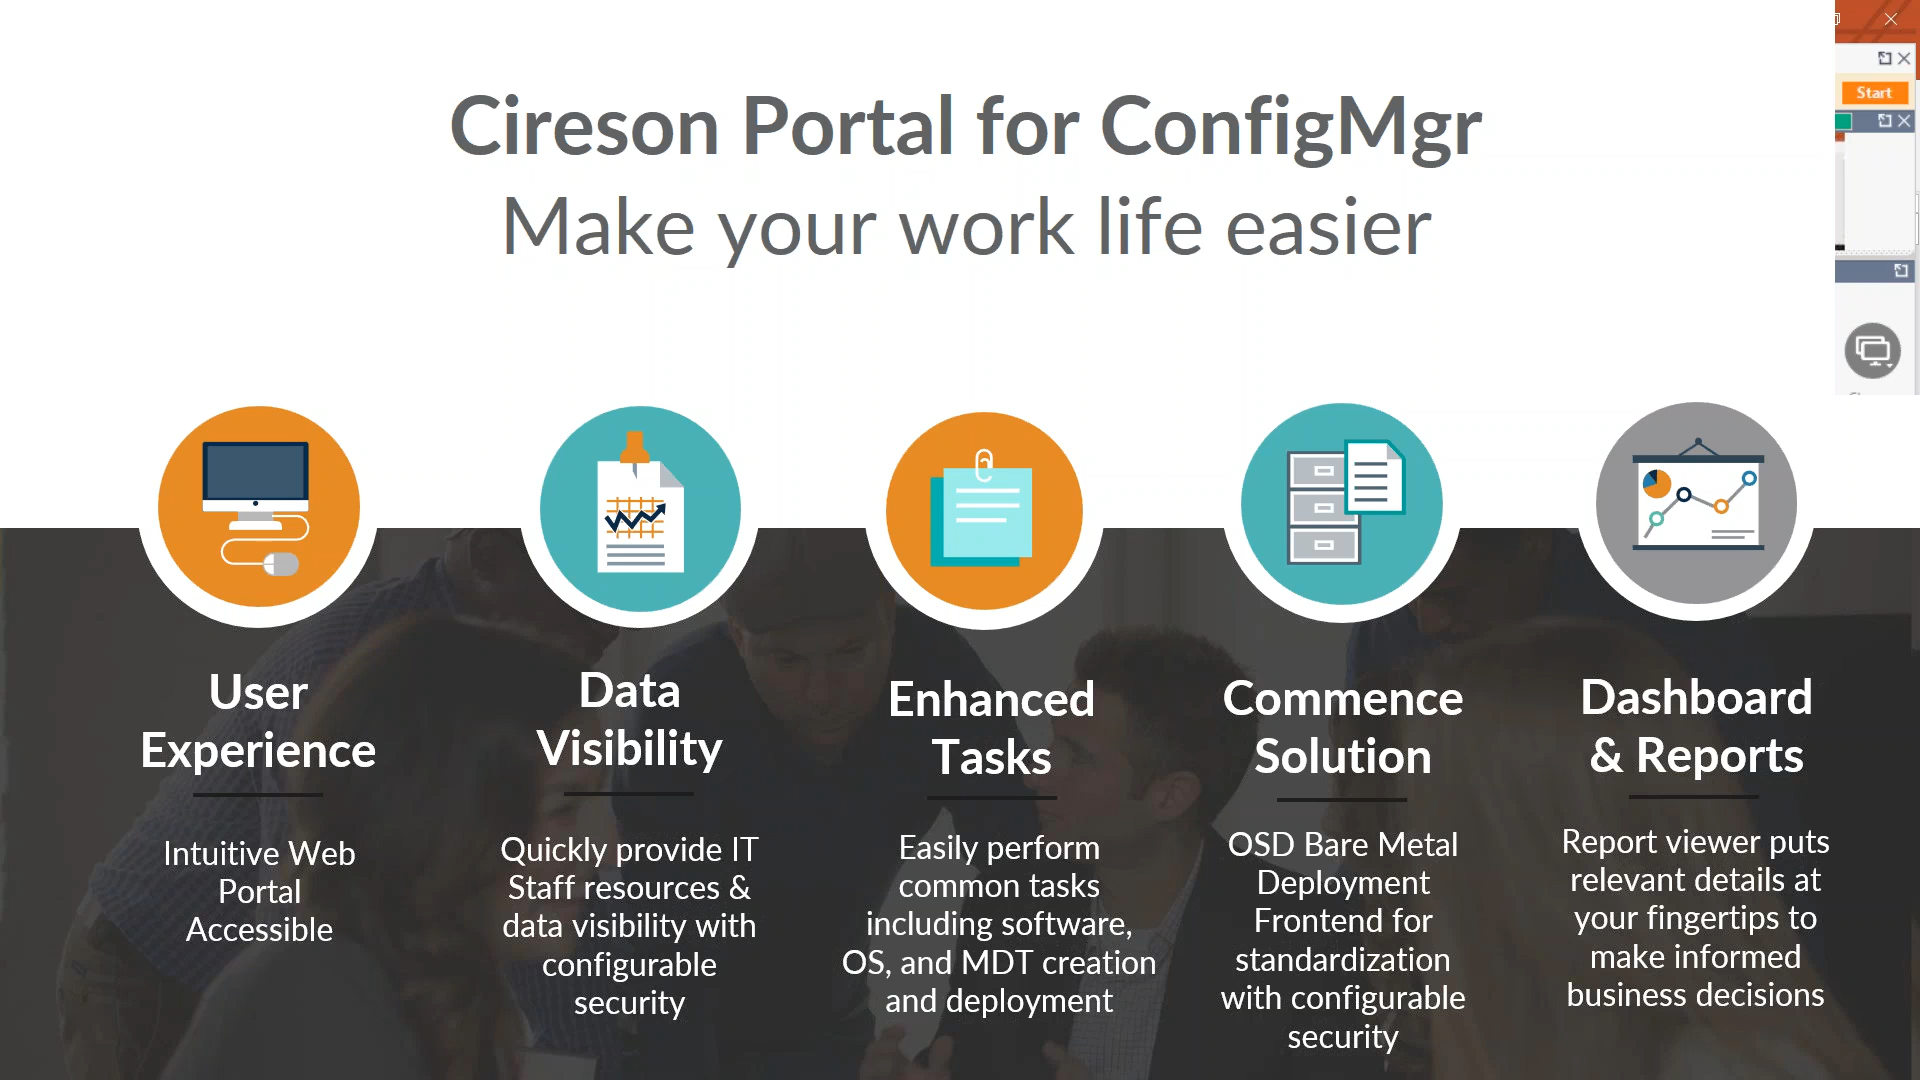 Cireson Portal for ConfigMgr
Make your work life easier
Start
User
Experience
Intuitive Web
Portal
Accessible
Data
Visibility
Quickly provide IT
Staff resources &
data visibility with
configurable
security
Enhanced
Tasks
Easily perform
common tasks
including software,
OS, and MDT creation
and deployment
Commence
Solution
OSD Bare Metal
Deployment
Frontend for
standardization
with configurable
security
Dashboard
& Reports
Report viewer puts
relevant details at
your fingertips to
make informed
business decisions